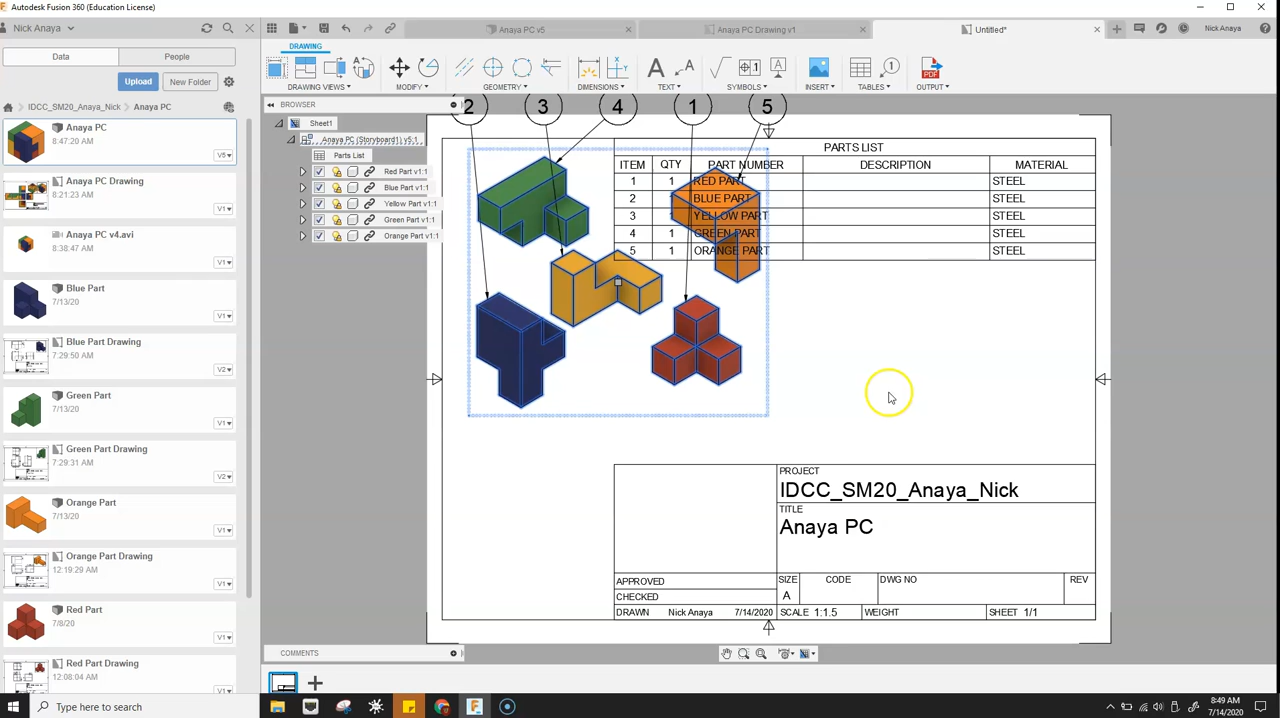 Autodesk Fusion 360 (Education License)
Nick Anaya
Anaya PC v5
Anaya PC Drawing v1
Untitled*
Nick Anaya
Data
People
DRAWING
Upload
New Folder
DRAWING VIEWS
MODIFY
GEOMETRY
DIMENSIONS
TEXT
SYMBOLS
INSERT
TABLES
OUTPUT
IDCC_SM20_Anaya_Nick
Anaya PC
BROWSER
Sheet1
Anaya PC (Storyboard1) v5:1
Parts List
Red Part v1:1
Blue Part v1:1
Yellow Part v1:1
Green Part v1:1
Orange Part v1:1
Anaya PC
8:47:20 AM
V5
Anaya PC Drawing
8:21:23 AM
V1
Anaya PC v4.avi
8:38:47 AM
V1
Blue Part
7/13/20
V1
Blue Part Drawing
7:28:50 AM
V2
Green Part
7/13/20
V1
Green Part Drawing
7:29:31 AM
V2
Orange Part
7/13/20
V1
Orange Part Drawing
12:19:29 AM
V1
Red Part
7/8/20
V1
Red Part Drawing
12:08:04 AM
V1
2 3 4 1 5
PARTS LIST
ITEM QTY PART NUMBER DESCRIPTION MATERIAL
1 1 RED PART STEEL
2 1 BLUE PART STEEL
3 1 YELLOW PART STEEL
4 1 GREEN PART STEEL
5 1 ORANGE PART STEEL
PROJECT
IDCC_SM20_Anaya_Nick
TITLE
Anaya PC
APPROVED
CHECKED
DRAWN Nick Anaya 7/14/2020
SIZE
A
CODE
DWG NO
REV
SCALE 1:1.5
WEIGHT
SHEET 1/1
COMMENTS
Type here to search
8:49 AM
7/14/2020